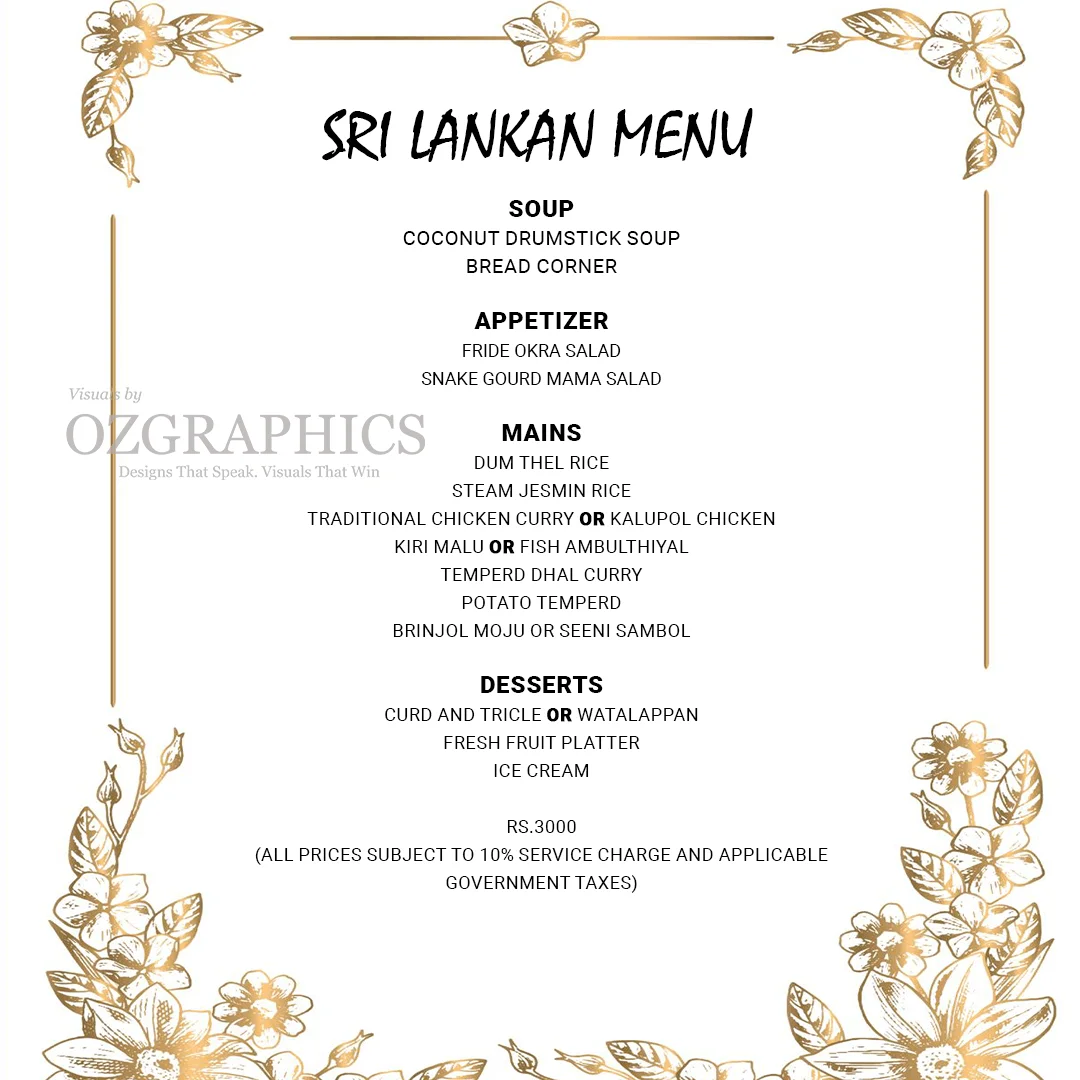 SRI LANKAN MENU
SOUP
COCONUT DRUMSTICK SOUP
BREAD CORNER
APPETIZER
FRIDE OKRA SALAD
SNAKE GOURD MAMA SALAD
Visuals by
OZGRAPHICS
Designs That Speak. Visuals That Win
MAINS
DUM THEL RICE
STEAM JESMIN RICE
TRADITIONAL CHICKEN CURRY OR KALUPOL CHICKEN
KIRI MALU OR FISH AMBULTHIYAL
TEMPERD DHAL CURRY
POTATO TEMPERD
BRINJOL MOJU OR SEENI SAMBOL
DESSERTS
CURD AND TRICLE OR WATALAPPAN
FRESH FRUIT PLATTER
ICE CREAM
RS.3000
(ALL PRICES SUBJECT TO 10% SERVICE CHARGE AND APPLICABLE
GOVERNMENT TAXES)